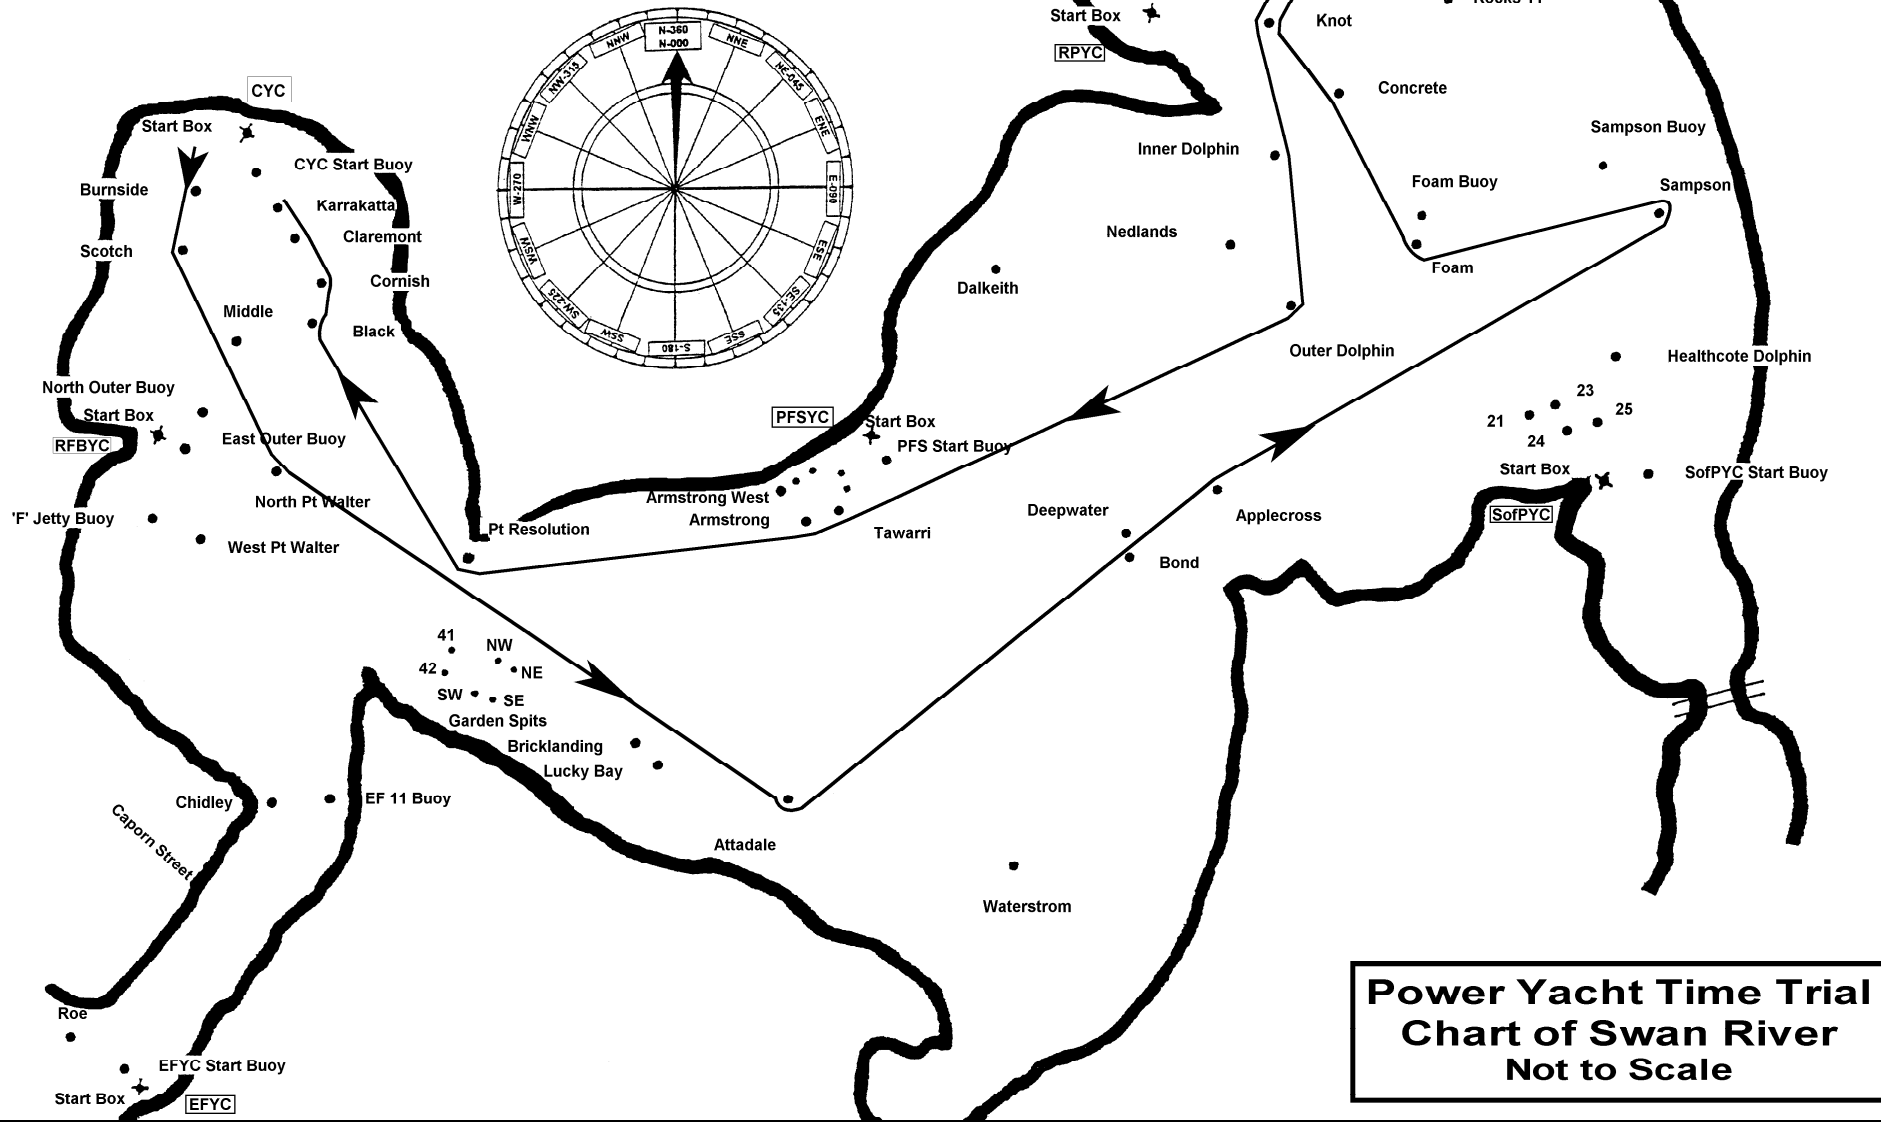 Rocks 11
Start Box
Knot
RPYC
N-360
N-000
NNW
NNE
NW-315
NE-045
WNW
ENE
W-270
E-090
WSW
ESE
SW-225
SE-135
SSW
SSE
S-180
CYC
Start Box
CYC Start Buoy
Burnside
Karrakatta
Claremont
Scotch
Cornish
Middle
Black
North Outer Buoy
Start Box
RFBYC
East Outer Buoy
North Pt Walter
'F' Jetty Buoy
West Pt Walter
Pt Resolution
Concrete
Sampson Buoy
Inner Dolphin
Foam Buoy
Sampson
Nedlands
Foam
Dalkeith
Outer Dolphin
Healthcote Dolphin
23
21
25
24
PFSYC
Start Box
PFS Start Buoy
Start Box
SofPYC Start Buoy
Armstrong West
Armstrong
Tawarri
Deepwater
Applecross
SofPYC
Bond
41
NW
42
NE
SW
SE
Garden Spits
Bricklanding
Lucky Bay
Chidley
EF 11 Buoy
Caporn Street
Attadale
Waterstrom
Roe
EFYC Start Buoy
Start Box
EFYC
Power Yacht Time Trial
Chart of Swan River
Not to Scale